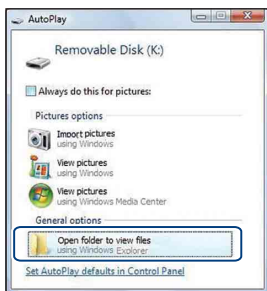 AutoPlay
Removable Disk (K:)
Always do this for pictures:
Pictures options
Import pictures
using Windows
View pictures
using Windows
View pictures
using Windows Media Center
General options
Open folder to view files
using Windows Explorer
Set AutoPlay defaults in Control Panel